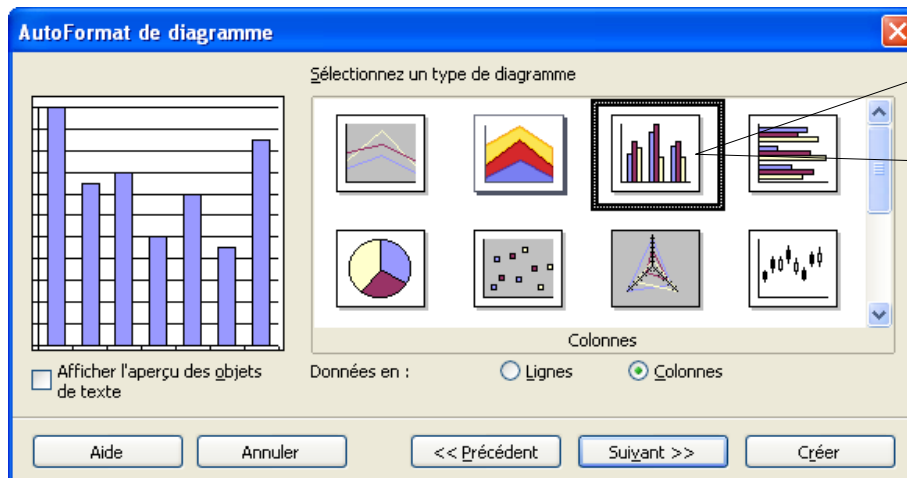 AutoFormat de diagramme
Sélectionnez un type de diagramme
Colonnes
Afficher l'aperçu des objets
de texte
Données en :
Lignes
Colonnes
Aide
Annuler
<< Précédent
Suivant >>
Créer